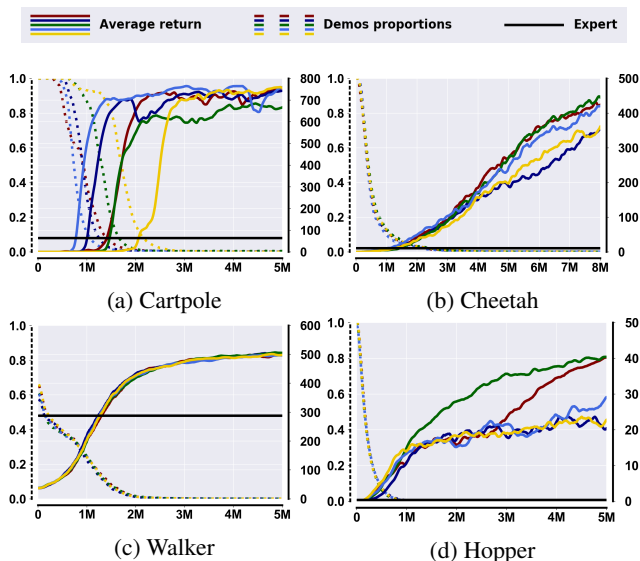 Average return Demos proportions Expert
1.0 800 1.0 500
0.8 700 0.8 400
600
0.6 500 0.6 300
400
0.4 300 0.4 200
0.2 200 0.2 100
100
0.0 0 0.0 0
0 1M 2M 3M 4M 5M 0 1M 2M 3M 4M 5M 6M 7M 8M
(a) Cartpole (b) Cheetah
1.0 600 1.0 50
0.8 500 0.8 40
400
0.6 300 0.6 30
0.4 200 0.4 20
0.2 100 0.2 10
0.0 0 0.0 0
0 1M 2M 3M 4M 5M 0 1M 2M 3M 4M 5M
(c) Walker (d) Hopper